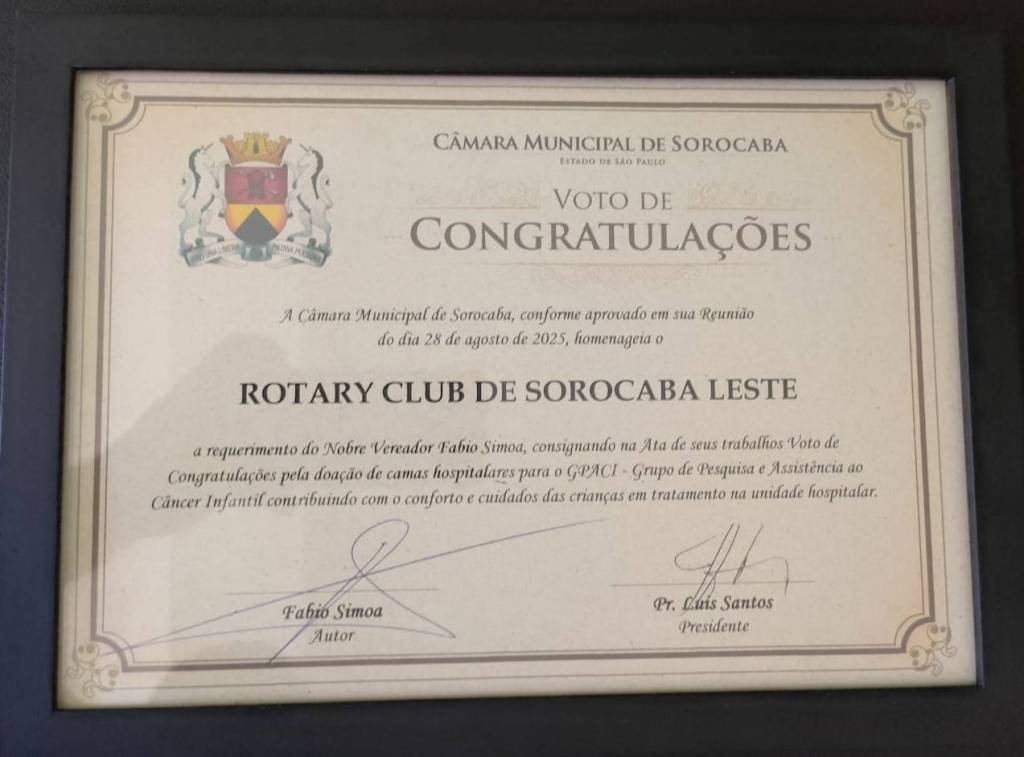 CÂMARA MUNICIPAL DE SOROCABA
ESTADO DE SÃO PAULO
VOTO DE
CONGRATULAÇÕES
A Câmara Municipal de Sorocaba, conforme aprovado em sua Reunião
do dia 28 de agosto de 2025, homenageia o
ROTARY CLUB DE SOROCABA LESTE
a requerimento do Nobre Vereador Fabio Simoa, consignando na Ata de seus trabalhos Voto de
Congratulações pela doação de camas hospitalares para o GPACI - Grupo de Pesquisa e Assistência ao
Câncer Infantil contribuindo com o conforto e cuidados das crianças em tratamento na unidade hospitalar.
Fabio Simoa
Autor
Pr. Luis Santos
Presidente